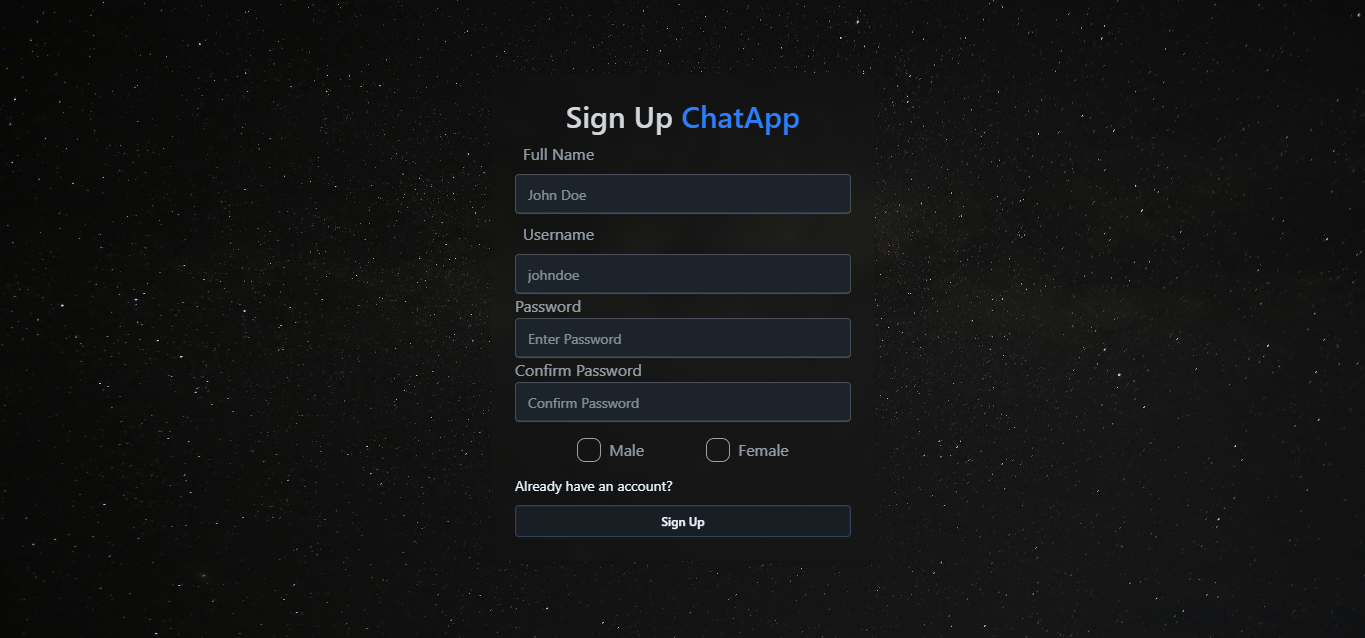 Sign Up ChatApp
Full Name
John Doe
Username
johndoe
Password
Enter Password
Confirm Password
Confirm Password
Male Female
Already have an account?
Sign Up